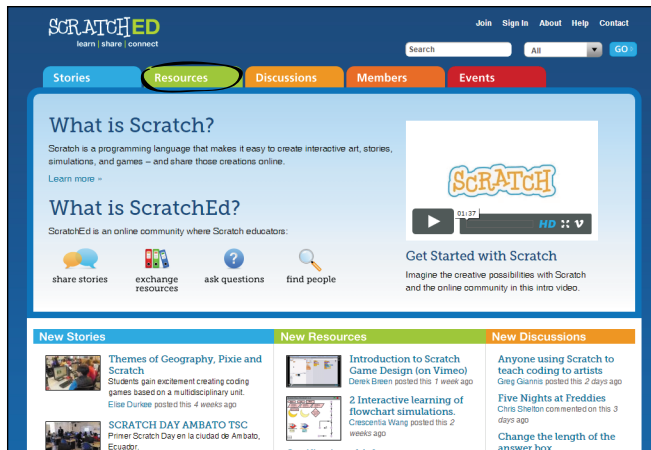 SCRATCHED
learn | share | connect
Join Sign In About Help Contact
Search All GO
Stories Resources Discussions Members Events
What is Scratch?
Scratch is a programming language that makes it easy to create interactive art, stories,
simulations, and games – and share those creations online.
Learn more »
What is ScratchEd?
ScratchEd is an online community where Scratch educators:
share stories
exchange
resources
ask questions
find people
SCRATCH
01:37
HD
Get Started with Scratch
Imagine the creative possibilities with Scratch
and the online community in this intro video.
New Stories
Themes of Geography, Pixie and
Scratch
Students gain excitement creating coding
games based on a multidisciplinary unit.
Elise Durkee posted this 4 weeks ago
SCRATCH DAY AMBATO TSC
Primer Scratch Day en la ciudad de Ambato,
Ecuador.
New Resources
Introduction to Scratch
Game Design (on Vimeo)
Derek Breen posted this 1 week ago
2 Interactive learning of
flowchart simulations.
Crescentia Wang posted this 2
weeks ago
New Discussions
Anyone using Scratch to
teach coding to artists
Greg Giannis posted this 2 days ago
Five Nights at Freddies
Chris Shelton commented on this 3
days ago
Change the length of the
answer box